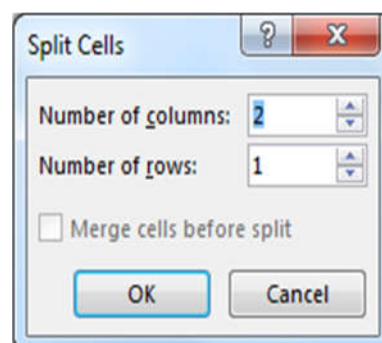 Split Cells ?
Number of columns: 2
Number of rows: 1
Merge cells before split
OK Cancel